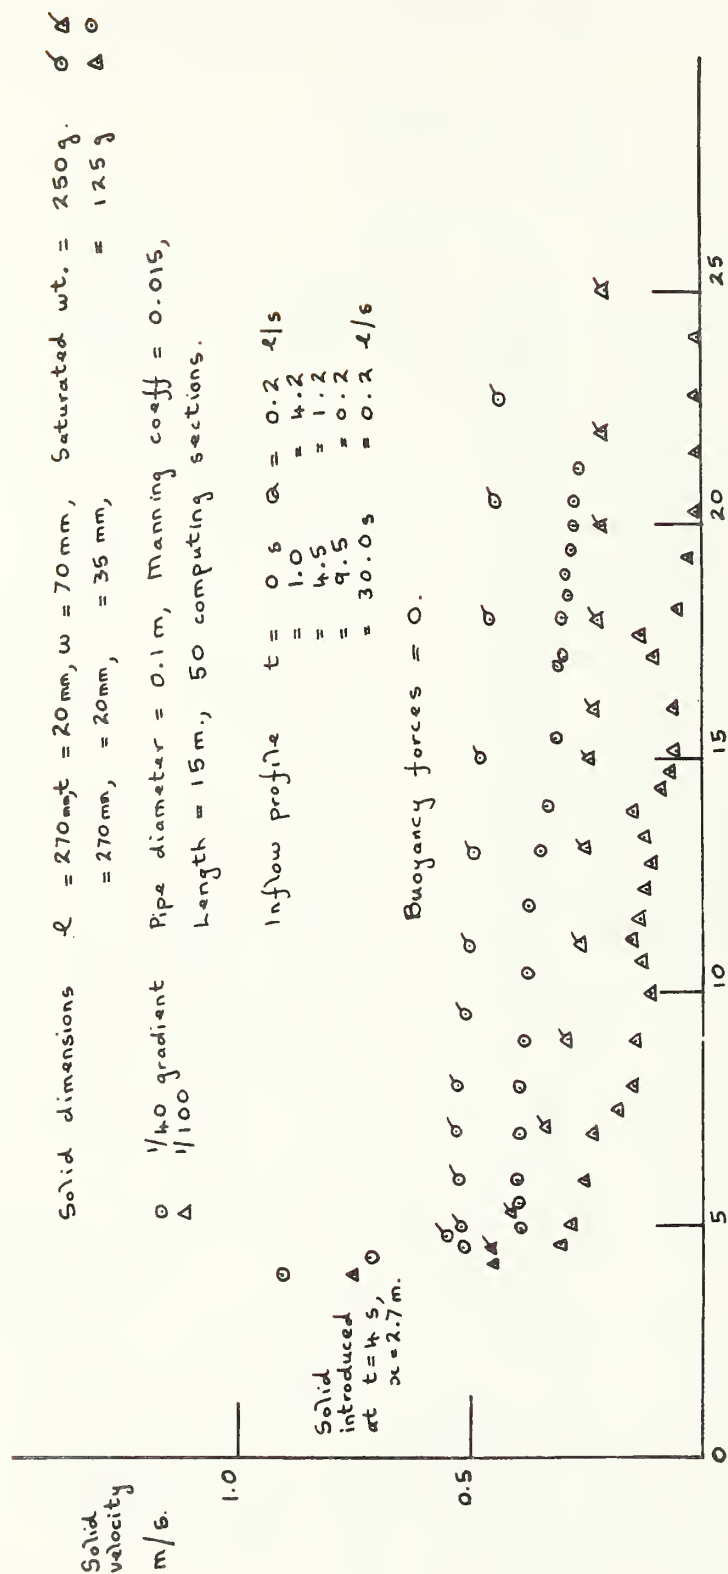 Solid dimensions l = 270mm, t = 20mm, w = 70mm, Saturated wt. = 250g.
= 270mm, = 20mm, = 35mm, = 125g
1/40 gradient Pipe diameter = 0.1m, Manning coeff = 0.015,
1/100 Length = 15m., 50 computing sections.
Inflow profile t = 0 s Q = 0.2 l/s
= 1.0 = 4.2
= 4.5 = 1.2
= 9.5 = 0.2
= 30.0s = 0.2 l/s
Buoyancy forces = 0.
Solid
velocity
m/s.
1.0
Solid
introduced
at t=4s,
x=2.7m.
0.5
0 5 10 15 20 25